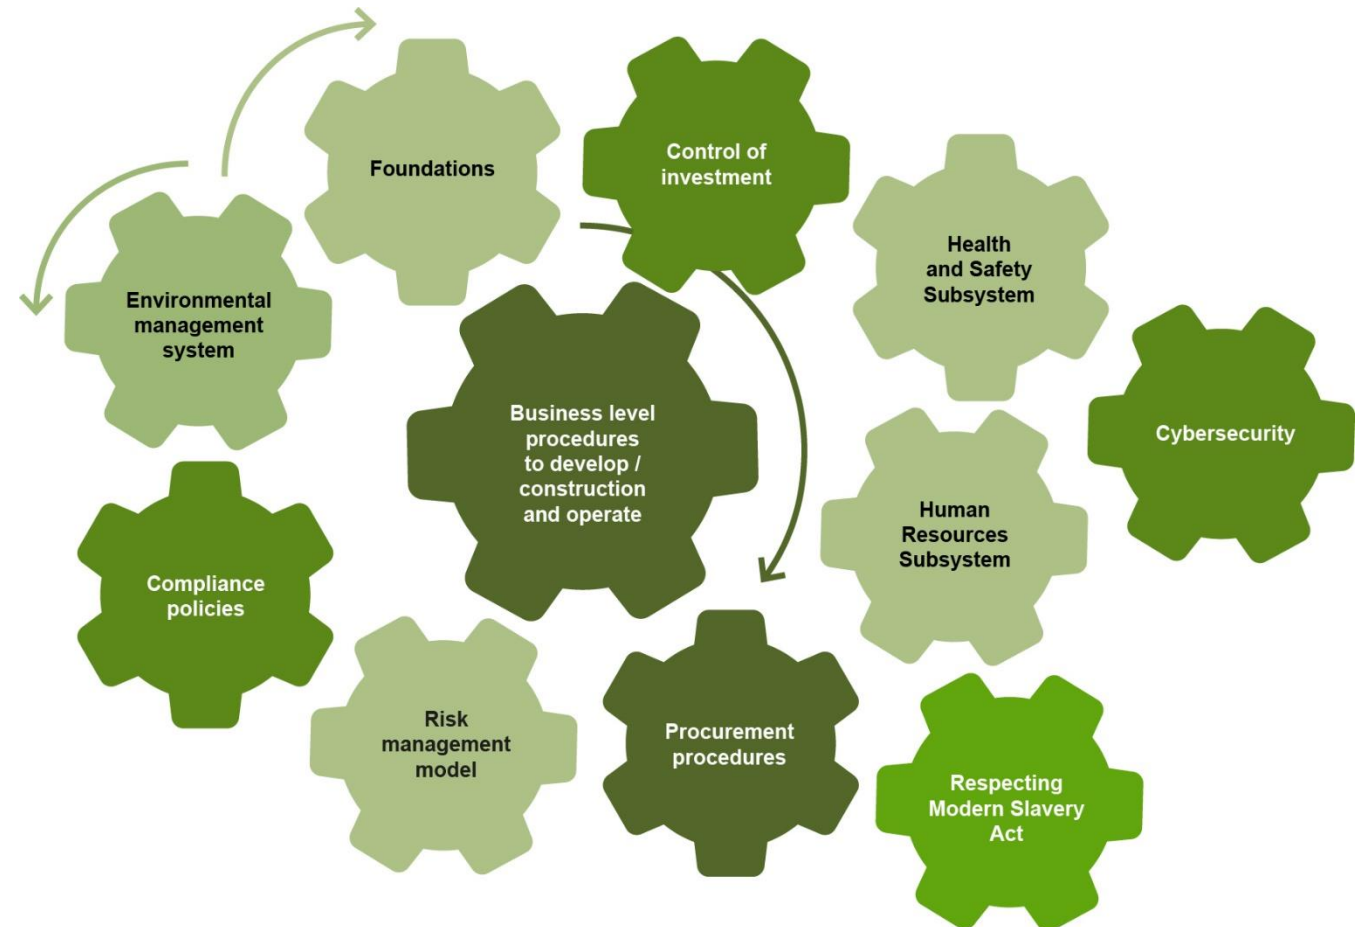 Foundations
Control of
investment
Health
and Safety
Subsystem
Environmental
management
system
Business level
procedures
to develop /
construction
and operate
Cybersecurity
Human
Resources
Subsystem
Compliance
policies
Risk
management
model
Procurement
procedures
Respecting
Modern Slavery
Act